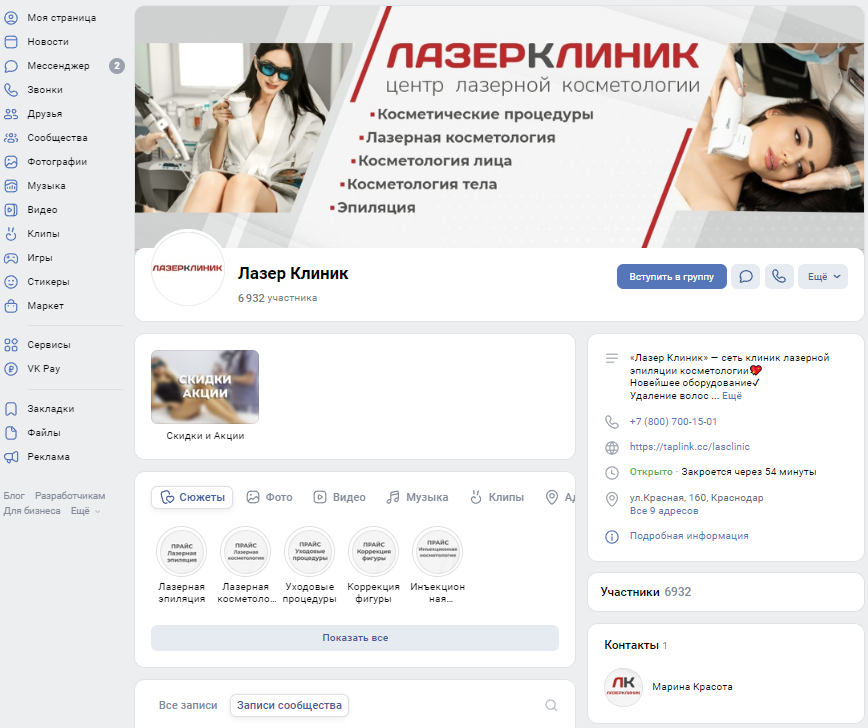 Моя страница
Новости
Мессенджер 2
Звонки
Друзья
Сообщества
Фотографии
Музыка
Видео
Клипы
Игры
Стикеры
Маркет
Сервисы
VK Pay
Закладки
Файлы
Реклама
Блог Разработчикам
Для бизнеса Ещё
ЛАЗЕРКЛИНИК
центр лазерной косметологии
Косметические процедуры
Лазерная косметология
Косметология лица
Косметология тела
Эпиляция
ЛАЗЕРКЛИНИК
Лазер Клиник
6 932 участника
Вступить в группу
Ещё
СКИДКИ
АКЦИИ
Скидки и Акции
Сюжеты Фото Видео Музыка Клипы Ад
ПРАЙС
Лазерная
эпиляция
ПРАЙС
Лазерная
косметология
ПРАЙС
Уходовые
процедуры
ПРАЙС
Коррекция
фигуры
ПРАЙС
Инъекционная
косметология
Лазерная
эпиляция
Лазерная
космето­ло...
Уходовые
процедуры
Коррекция
фигуры
Инъекцион
ная...
Показать все
Все записи Записи сообщества
«Лазер Клиник» — сеть клиник лазерной
эпиляции косметологии💖
Новейшее оборудование✓
Удаление волос ... Ещё
+7 (800) 700-15-01
https://taplink.cc/lasclinic
Открыто · Закроется через 54 минуты
ул.Красная, 160, Краснодар
Все 9 адресов
Подробная информация
Участники 6932
Контакты 1
ЛК
ЛАЗЕРКЛИНИК
Марина Красота